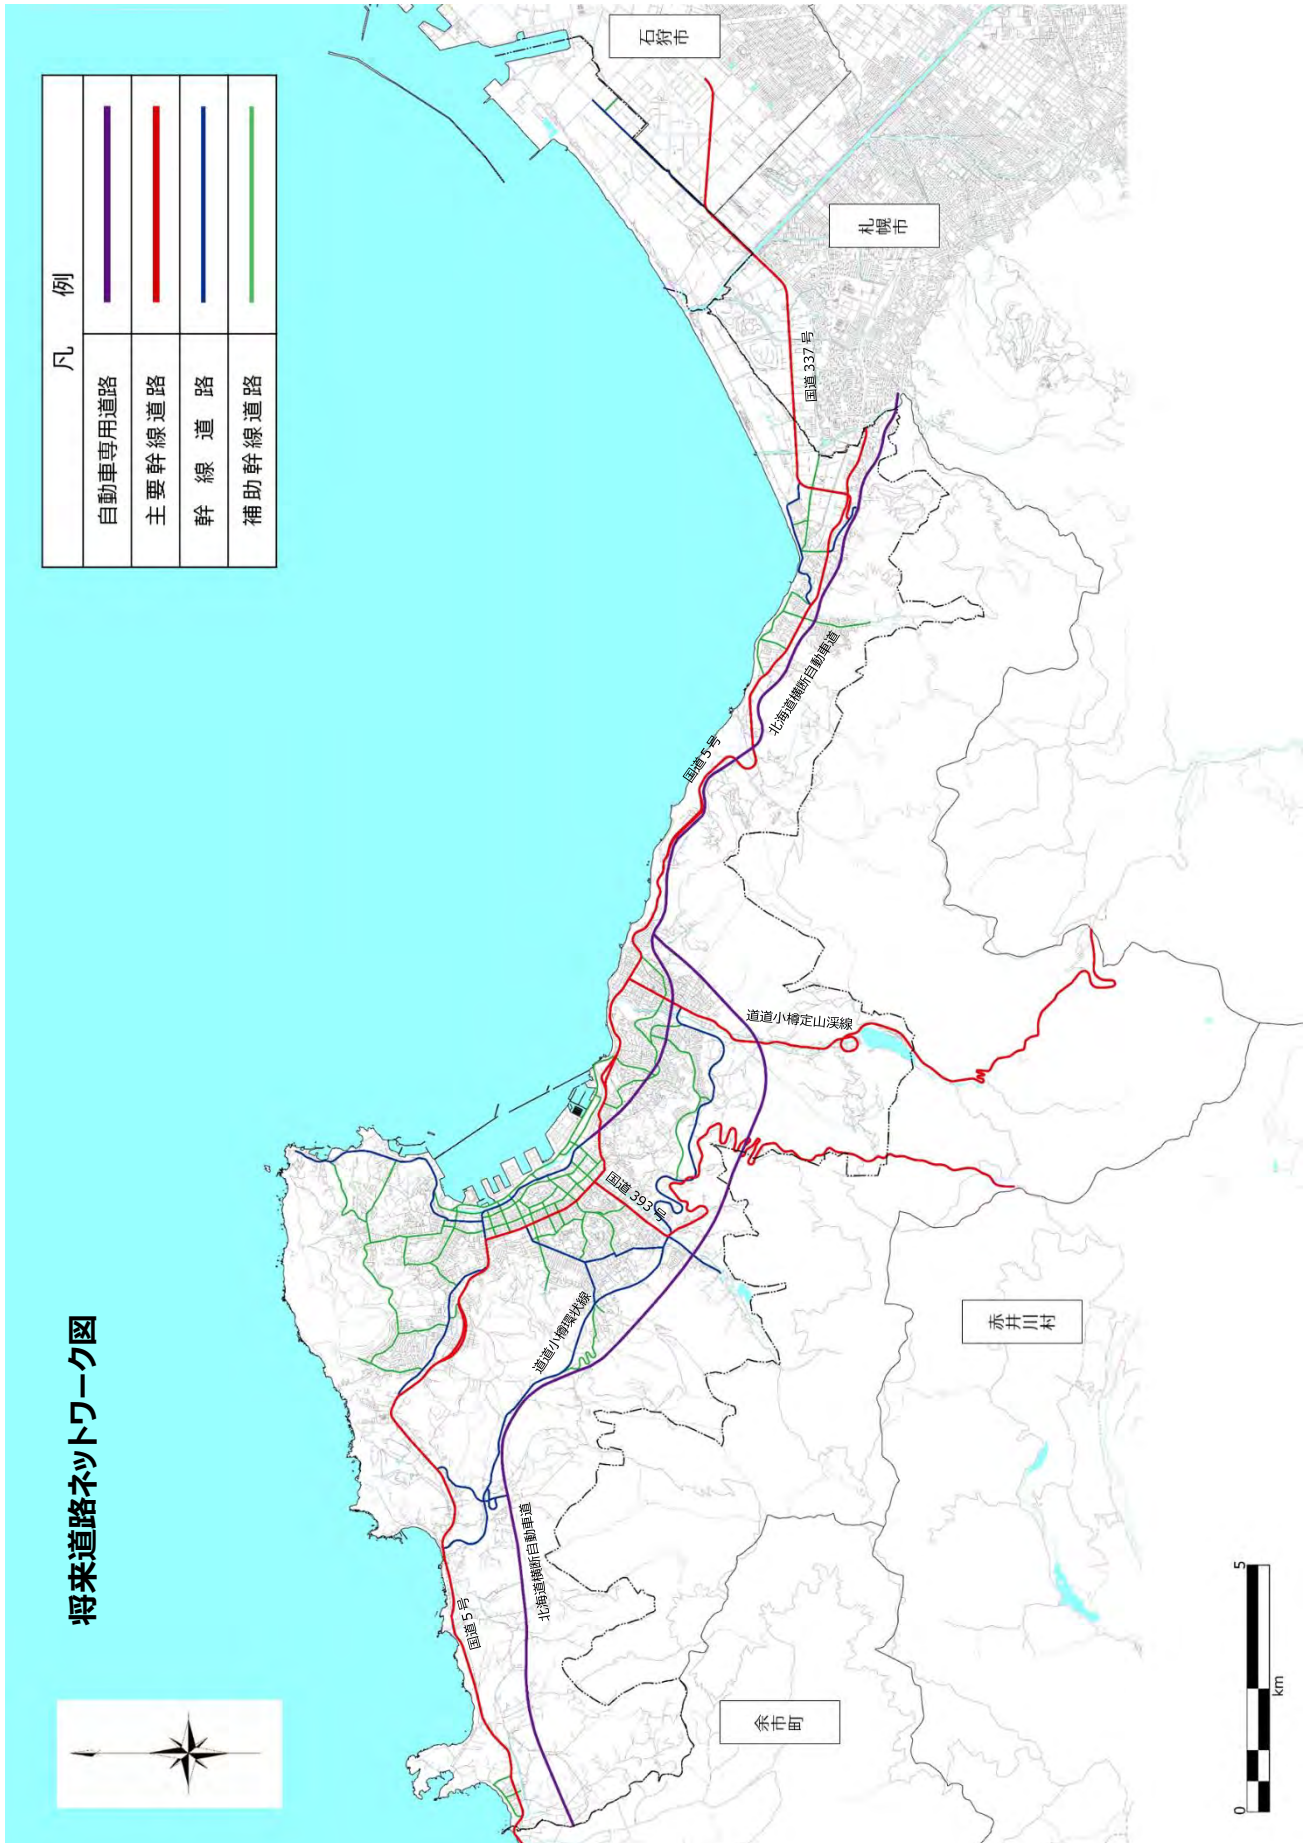 将来道路ネットワーク図
凡例
自動車専用道路
主要幹線道路
幹線道路
補助幹線道路
石狩市
札幌市
赤井川村
余市町
国道337号
北海道横断自動車道
国道5号
道道小樽定山渓線
国道393号
道道小樽環状線
北海道横断自動車道
国道5号
0
5
km